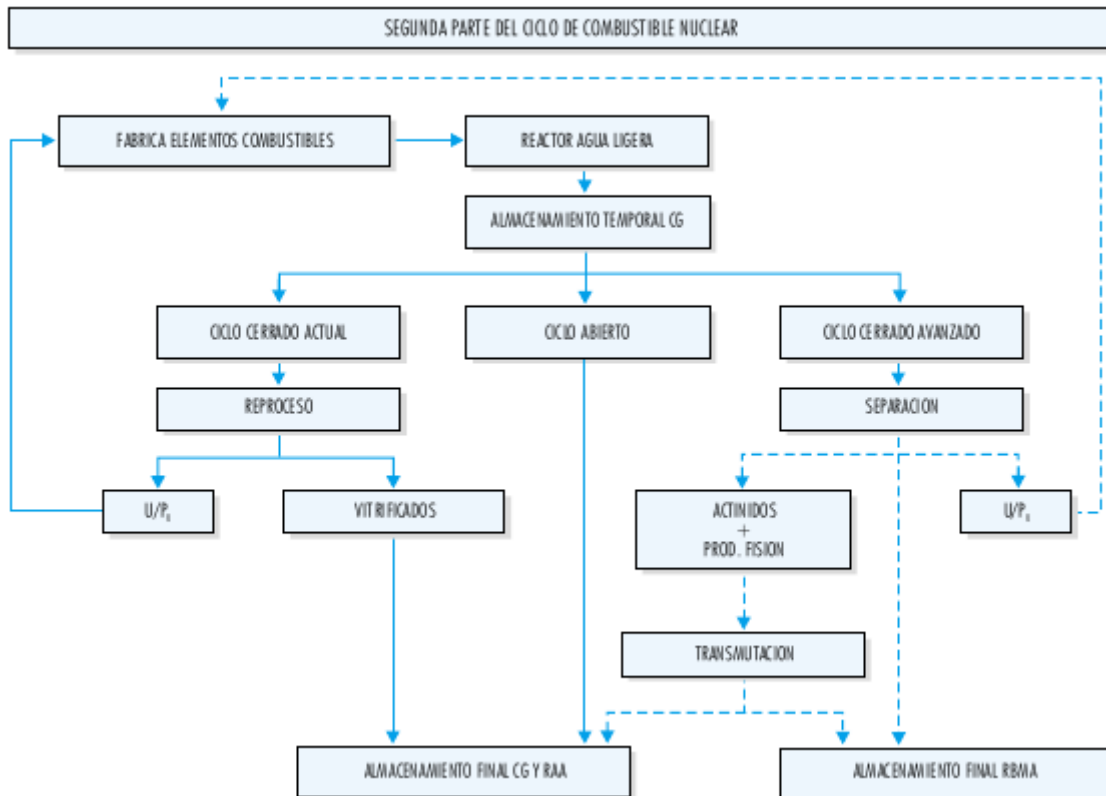 SEGUNDA PARTE DEL CICLO DE COMBUSTIBLE NUCLEAR
FABRICA ELEMENTOS COMBUSTIBLES
REACTOR AGUA LIGERA
ALMACENAMIENTO TEMPORAL CG
CICLO CERRADO ACTUAL
CICLO ABIERTO
CICLO CERRADO AVANZADO
REPROCESO
SEPARACION
U/Pu
VITRIFICADOS
ACTINIDOS
+
PROD. FISION
U/Pu
TRANSMUTACION
ALMACENAMIENTO FINAL CG Y RAA
ALMACENAMIENTO FINAL RBMA